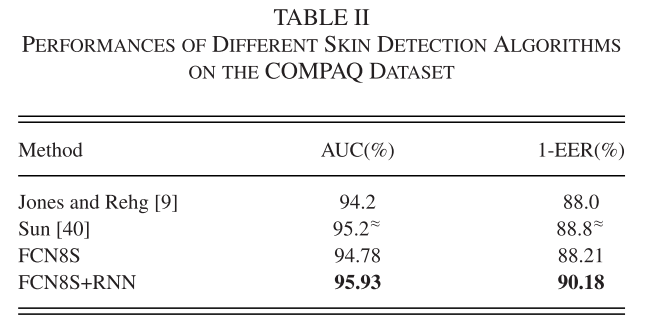 TABLE II
PERFORMANCES OF DIFFERENT SKIN DETECTION ALGORITHMS
ON THE COMPAQ DATASET
Method AUC(%) 1-EER(%)
Jones and Rehg [9] 94.2 88.0
Sun [40] 95.2≈ 88.8≈
FCN8S 94.78 88.21
FCN8S+RNN 95.93 90.18